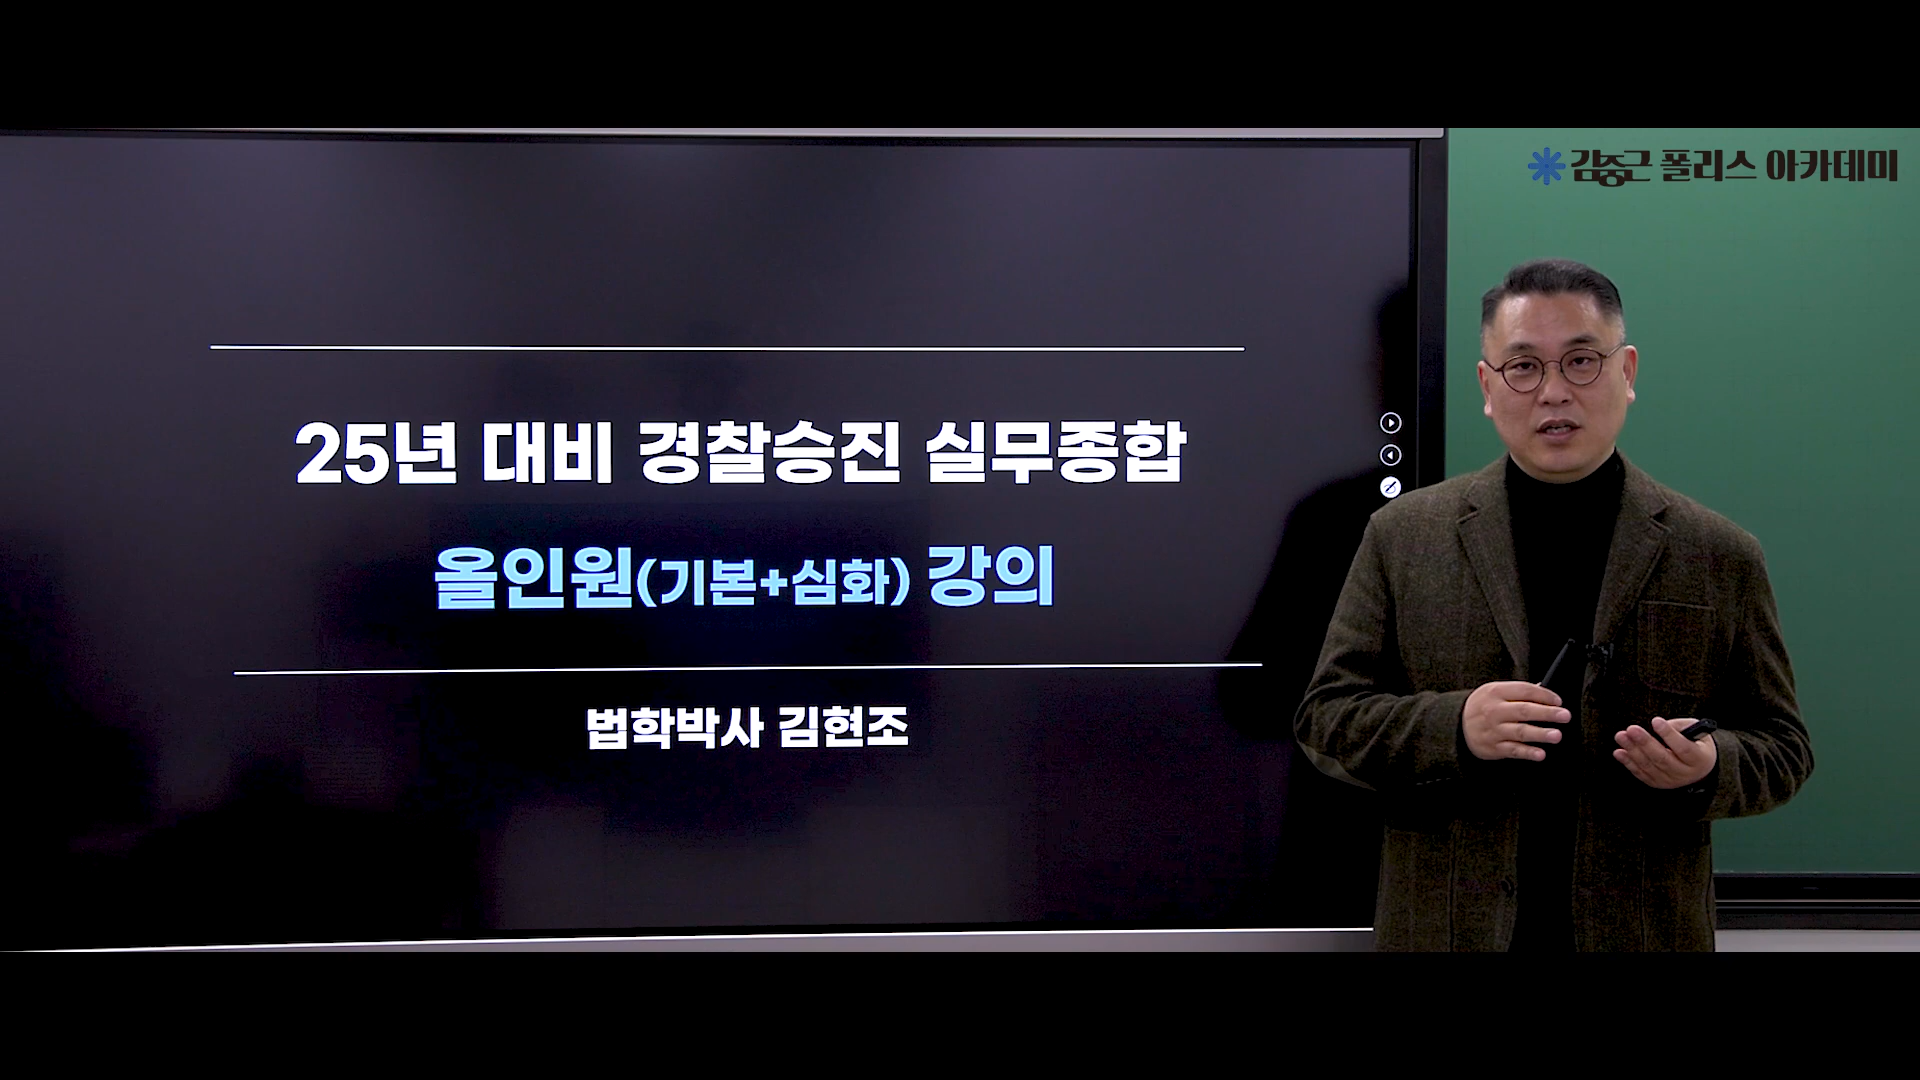 김중근 폴리스 아카데미
25년 대비 경찰승진 실무종합
올인원(기본+심화) 강의
법학박사 김현조